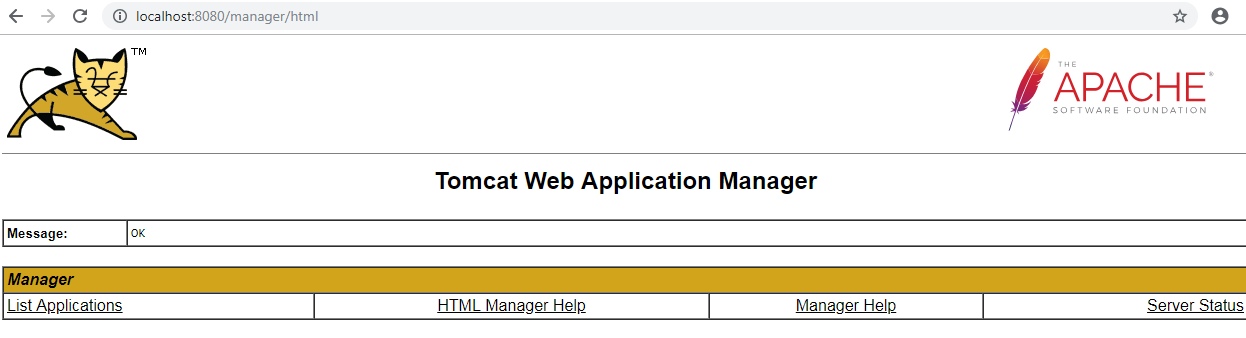 localhost:8080/manager/html
TM
THE
APACHE®
SOFTWARE FOUNDATION
Tomcat Web Application Manager
Message: OK
Manager
List Applications HTML Manager Help Manager Help Server Status